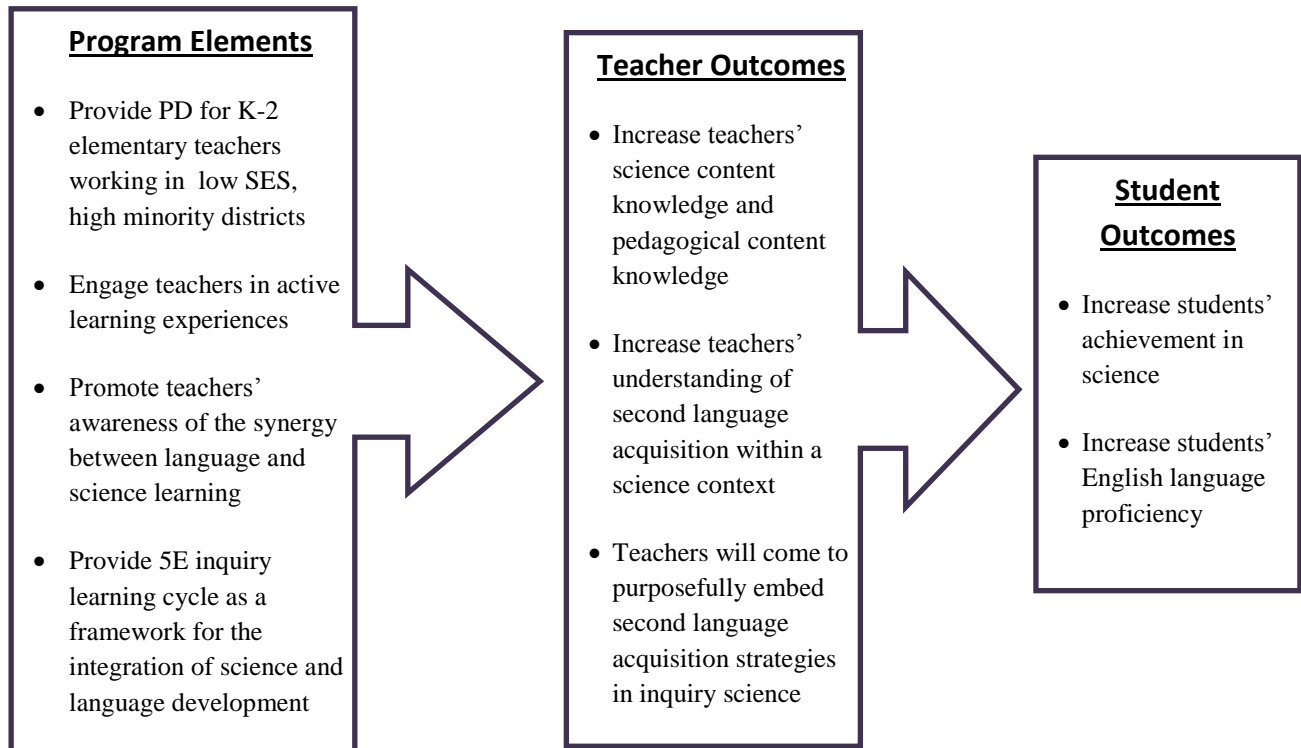 Program Elements
• Provide PD for K-2
elementary teachers
working in low SES,
high minority districts
• Engage teachers in active
learning experiences
• Promote teachers’
awareness of the synergy
between language and
science learning
• Provide 5E inquiry
learning cycle as a
framework for the
integration of science and
language development
Teacher Outcomes
• Increase teachers’
science content
knowledge and
pedagogical content
knowledge
• Increase teachers’
understanding of
second language
acquisition within a
science context
• Teachers will come to
purposefully embed
second language
acquisition strategies
in inquiry science
Student
Outcomes
• Increase students’
achievement in
science
• Increase students’
English language
proficiency